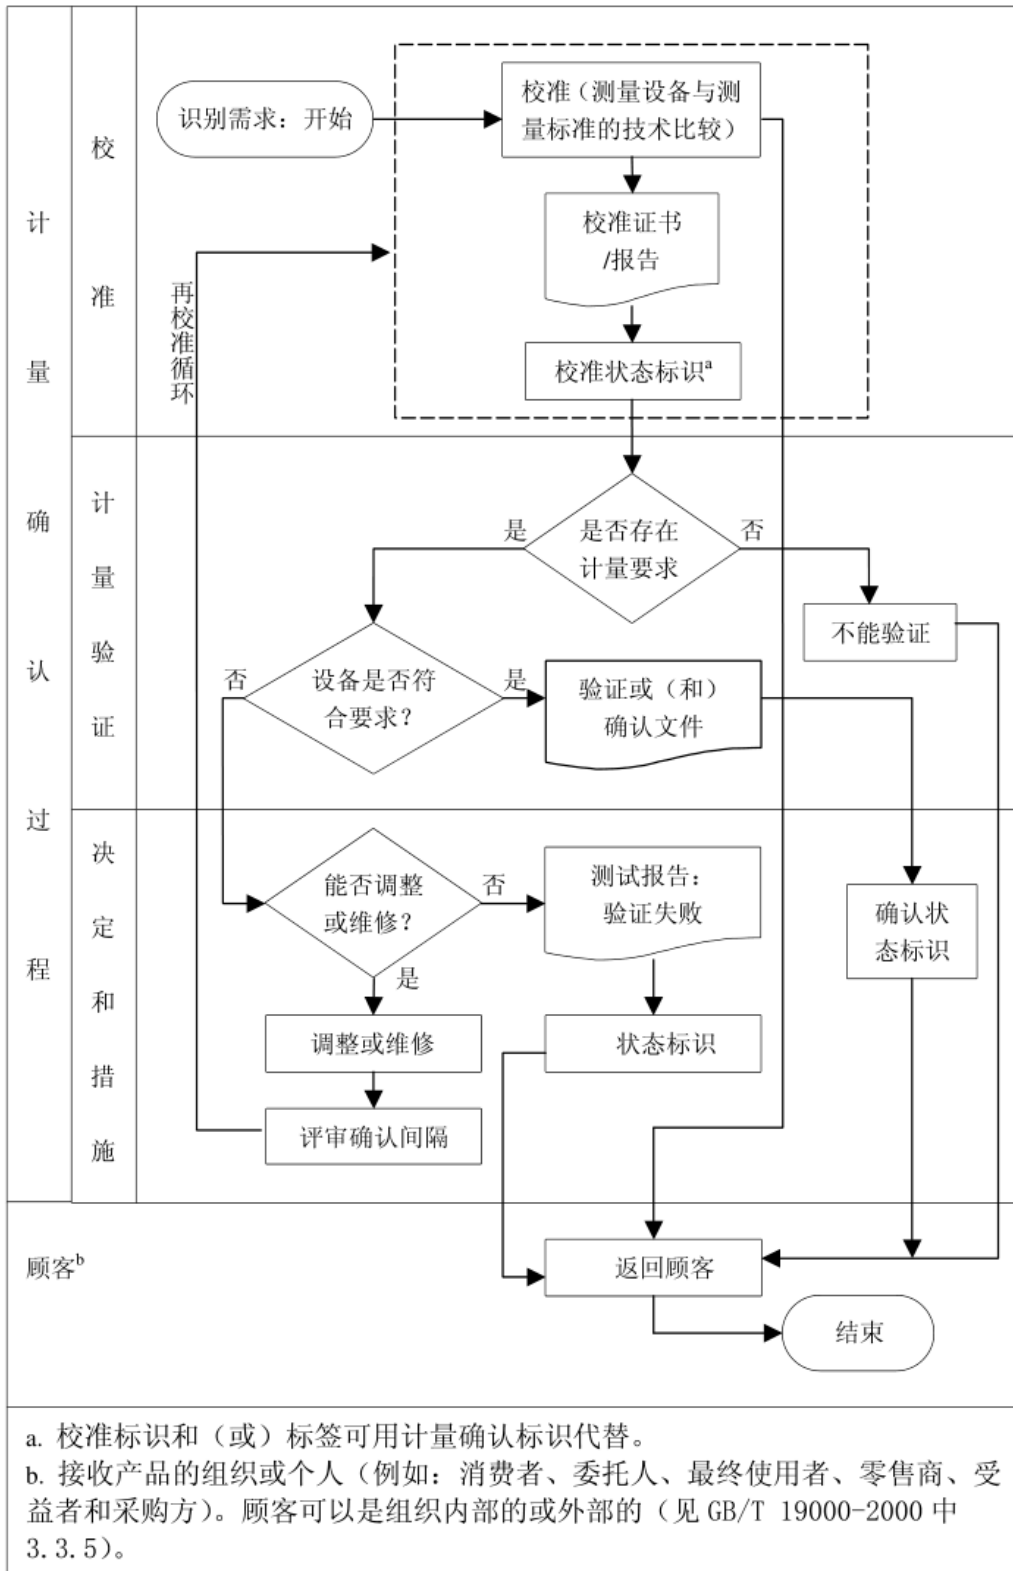 计量确认过程
校准
识别需求：开始
校准（测量设备与测
量标准的技术比较）
校准证书
/报告
再校准循环
校准状态标识ᵃ
计量验证
是否存在
计量要求
是
否
不能验证
设备是否符
合要求？
否
是
验证或（和）
确认文件
决定和措施
能否调整
或维修？
否
是
测试报告：
验证失败
确认状
态标识
调整或维修
状态标识
评审确认间隔
顾客ᵇ
返回顾客
结束
a. 校准标识和（或）标签可用计量确认标识代替。
b. 接收产品的组织或个人（例如：消费者、委托人、最终使用者、零售商、受
益者和采购方）。顾客可以是组织内部的或外部的（见 GB/T 19000-2000 中
3.3.5）。